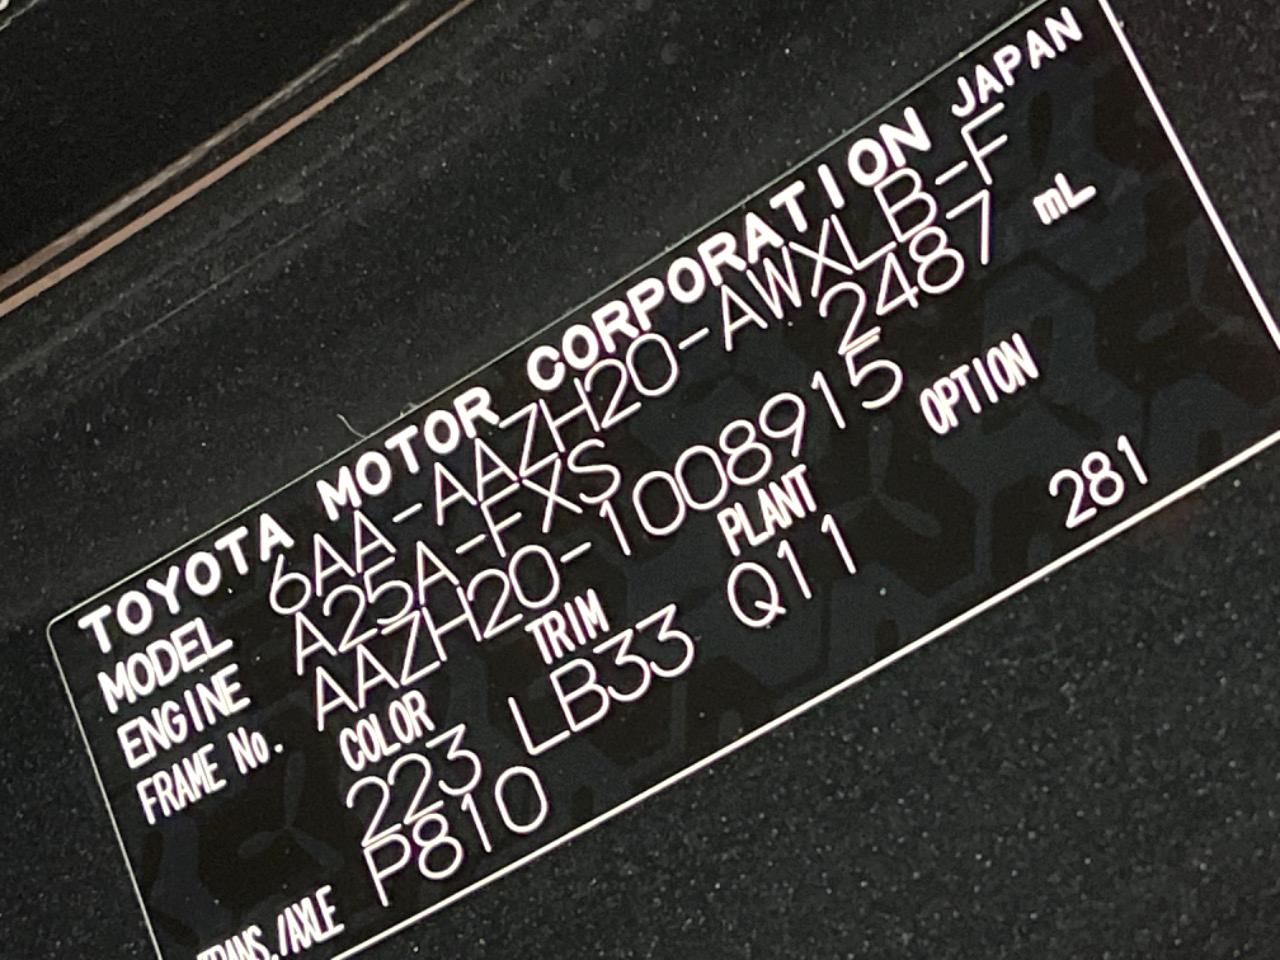 TOYOTA MOTOR CORPORATION JAPAN
MODEL 6AA-AAZH20-AWXLB-F
ENGINE A25A-FXS 2487 mL
FRAME No. AAZH20-1008915
COLOR TRIM PLANT OPTION
223 LB33 Q11 281
TRANS./AXLE P810